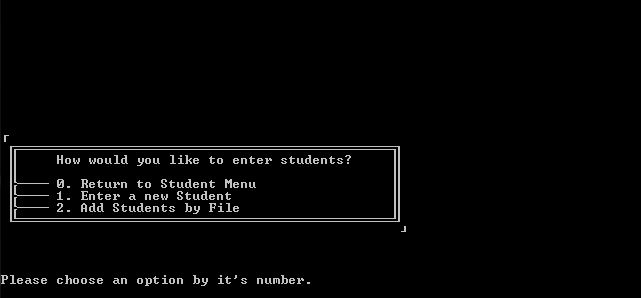 How would you like to enter students?
0. Return to Student Menu
1. Enter a new Student
2. Add Students by File
Please choose an option by it's number.